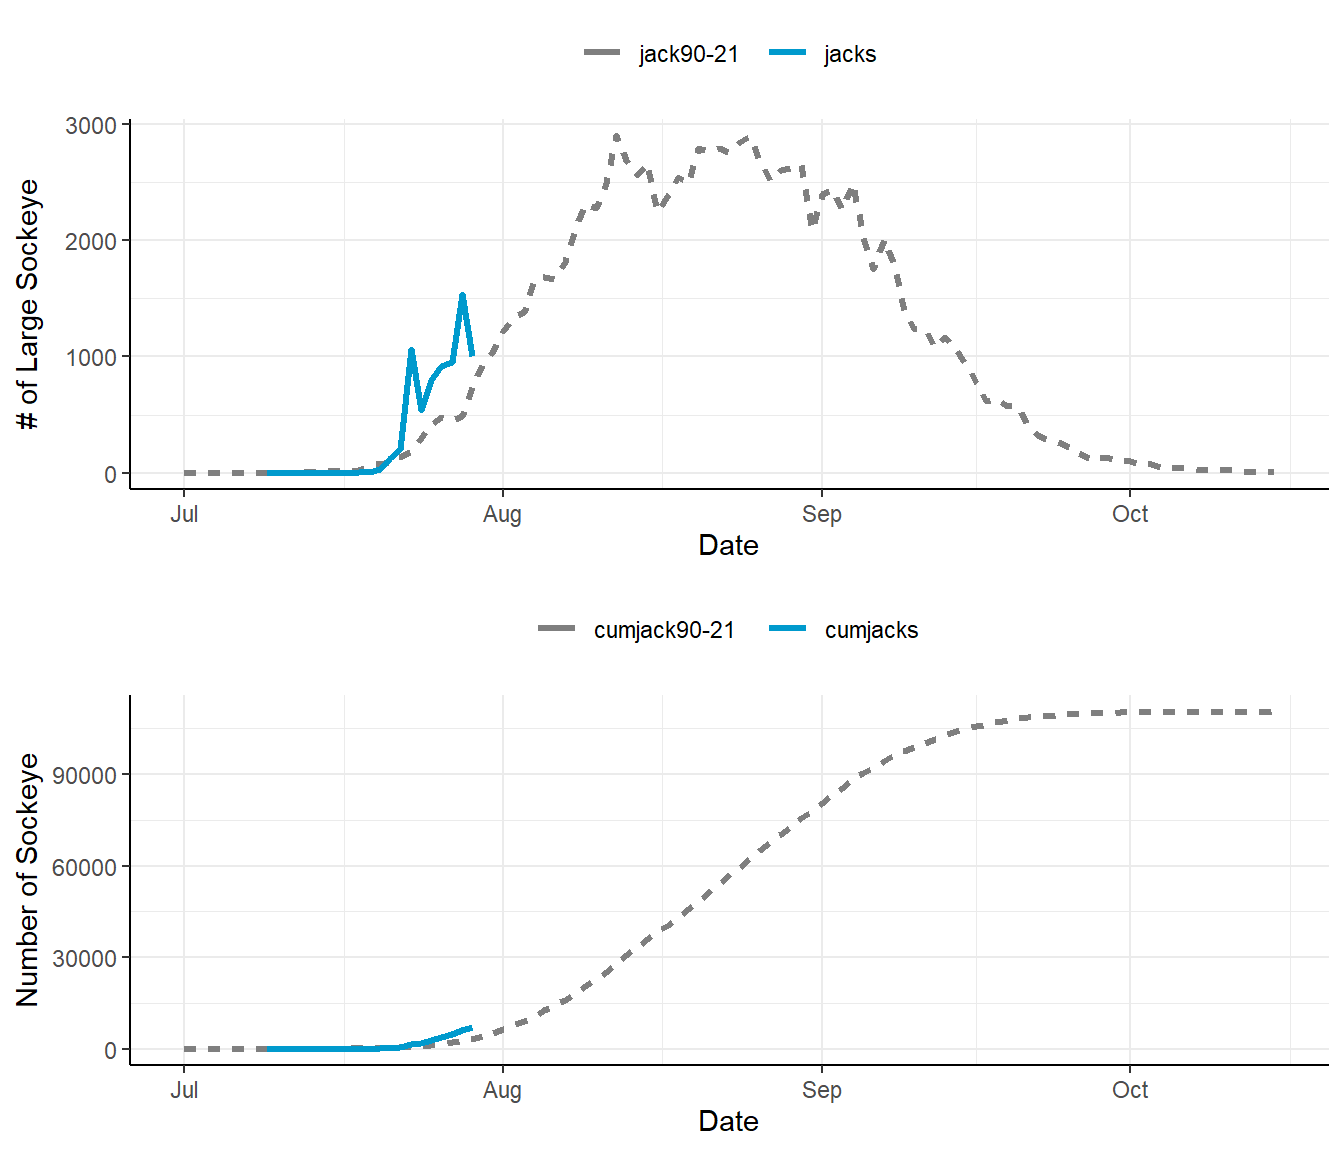 jack90-21 jacks
3000
2000
1000
0
# of Large Sockeye
Jul Aug Sep Oct
Date
cumjack90-21 cumjacks
90000
60000
30000
0
Number of Sockeye
Jul Aug Sep Oct
Date